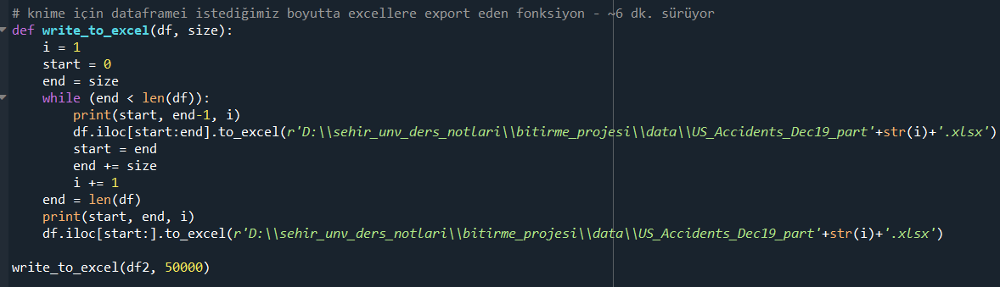 # knime için dataframei istediğimiz boyutta excellere export eden fonksiyon - ~6 dk. sürüyor
def write_to_excel(df, size):
    i = 1
    start = 0
    end = size
    while (end < len(df)):
        print(start, end-1, i)
        df.iloc[start:end].to_excel(r'D:\\sehir_unv_ders_notlari\\bitirme_projesi\\data\\US_Accidents_Dec19_part'+str(i)+'.xlsx')
        start = end
        end += size
        i += 1
    end = len(df)
    print(start, end, i)
    df.iloc[start:].to_excel(r'D:\\sehir_unv_ders_notlari\\bitirme_projesi\\data\\US_Accidents_Dec19_part'+str(i)+'.xlsx')
write_to_excel(df2, 50000)